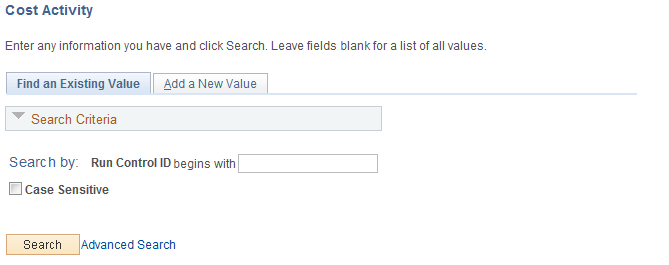 Cost Activity
Enter any information you have and click Search. Leave fields blank for a list of all values.
Find an Existing Value Add a New Value
Search Criteria
Search by: Run Control ID begins with
Case Sensitive
Search Advanced Search